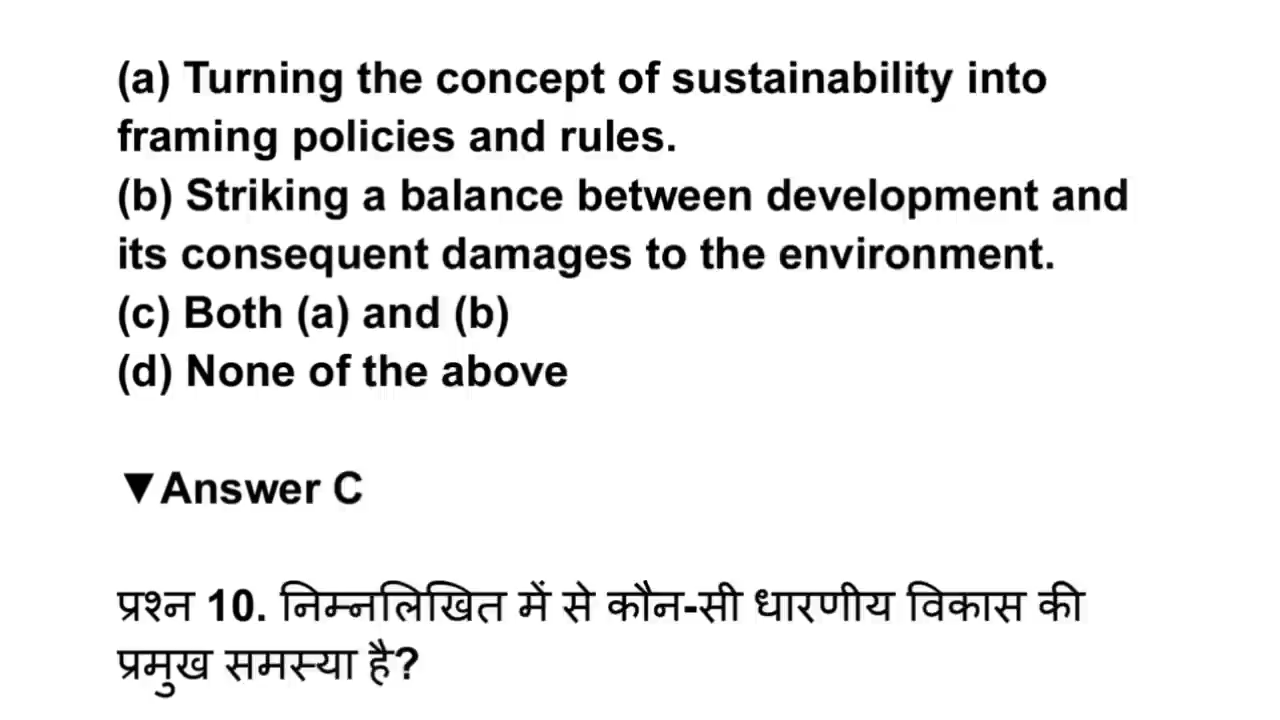 (a) Turning the concept of sustainability into
framing policies and rules.
(b) Striking a balance between development and
its consequent damages to the environment.
(c) Both (a) and (b)
(d) None of the above
▼Answer C
प्रश्न 10. निम्नलिखित में से कौन-सी धारणीय विकास की
प्रमुख समस्या है?